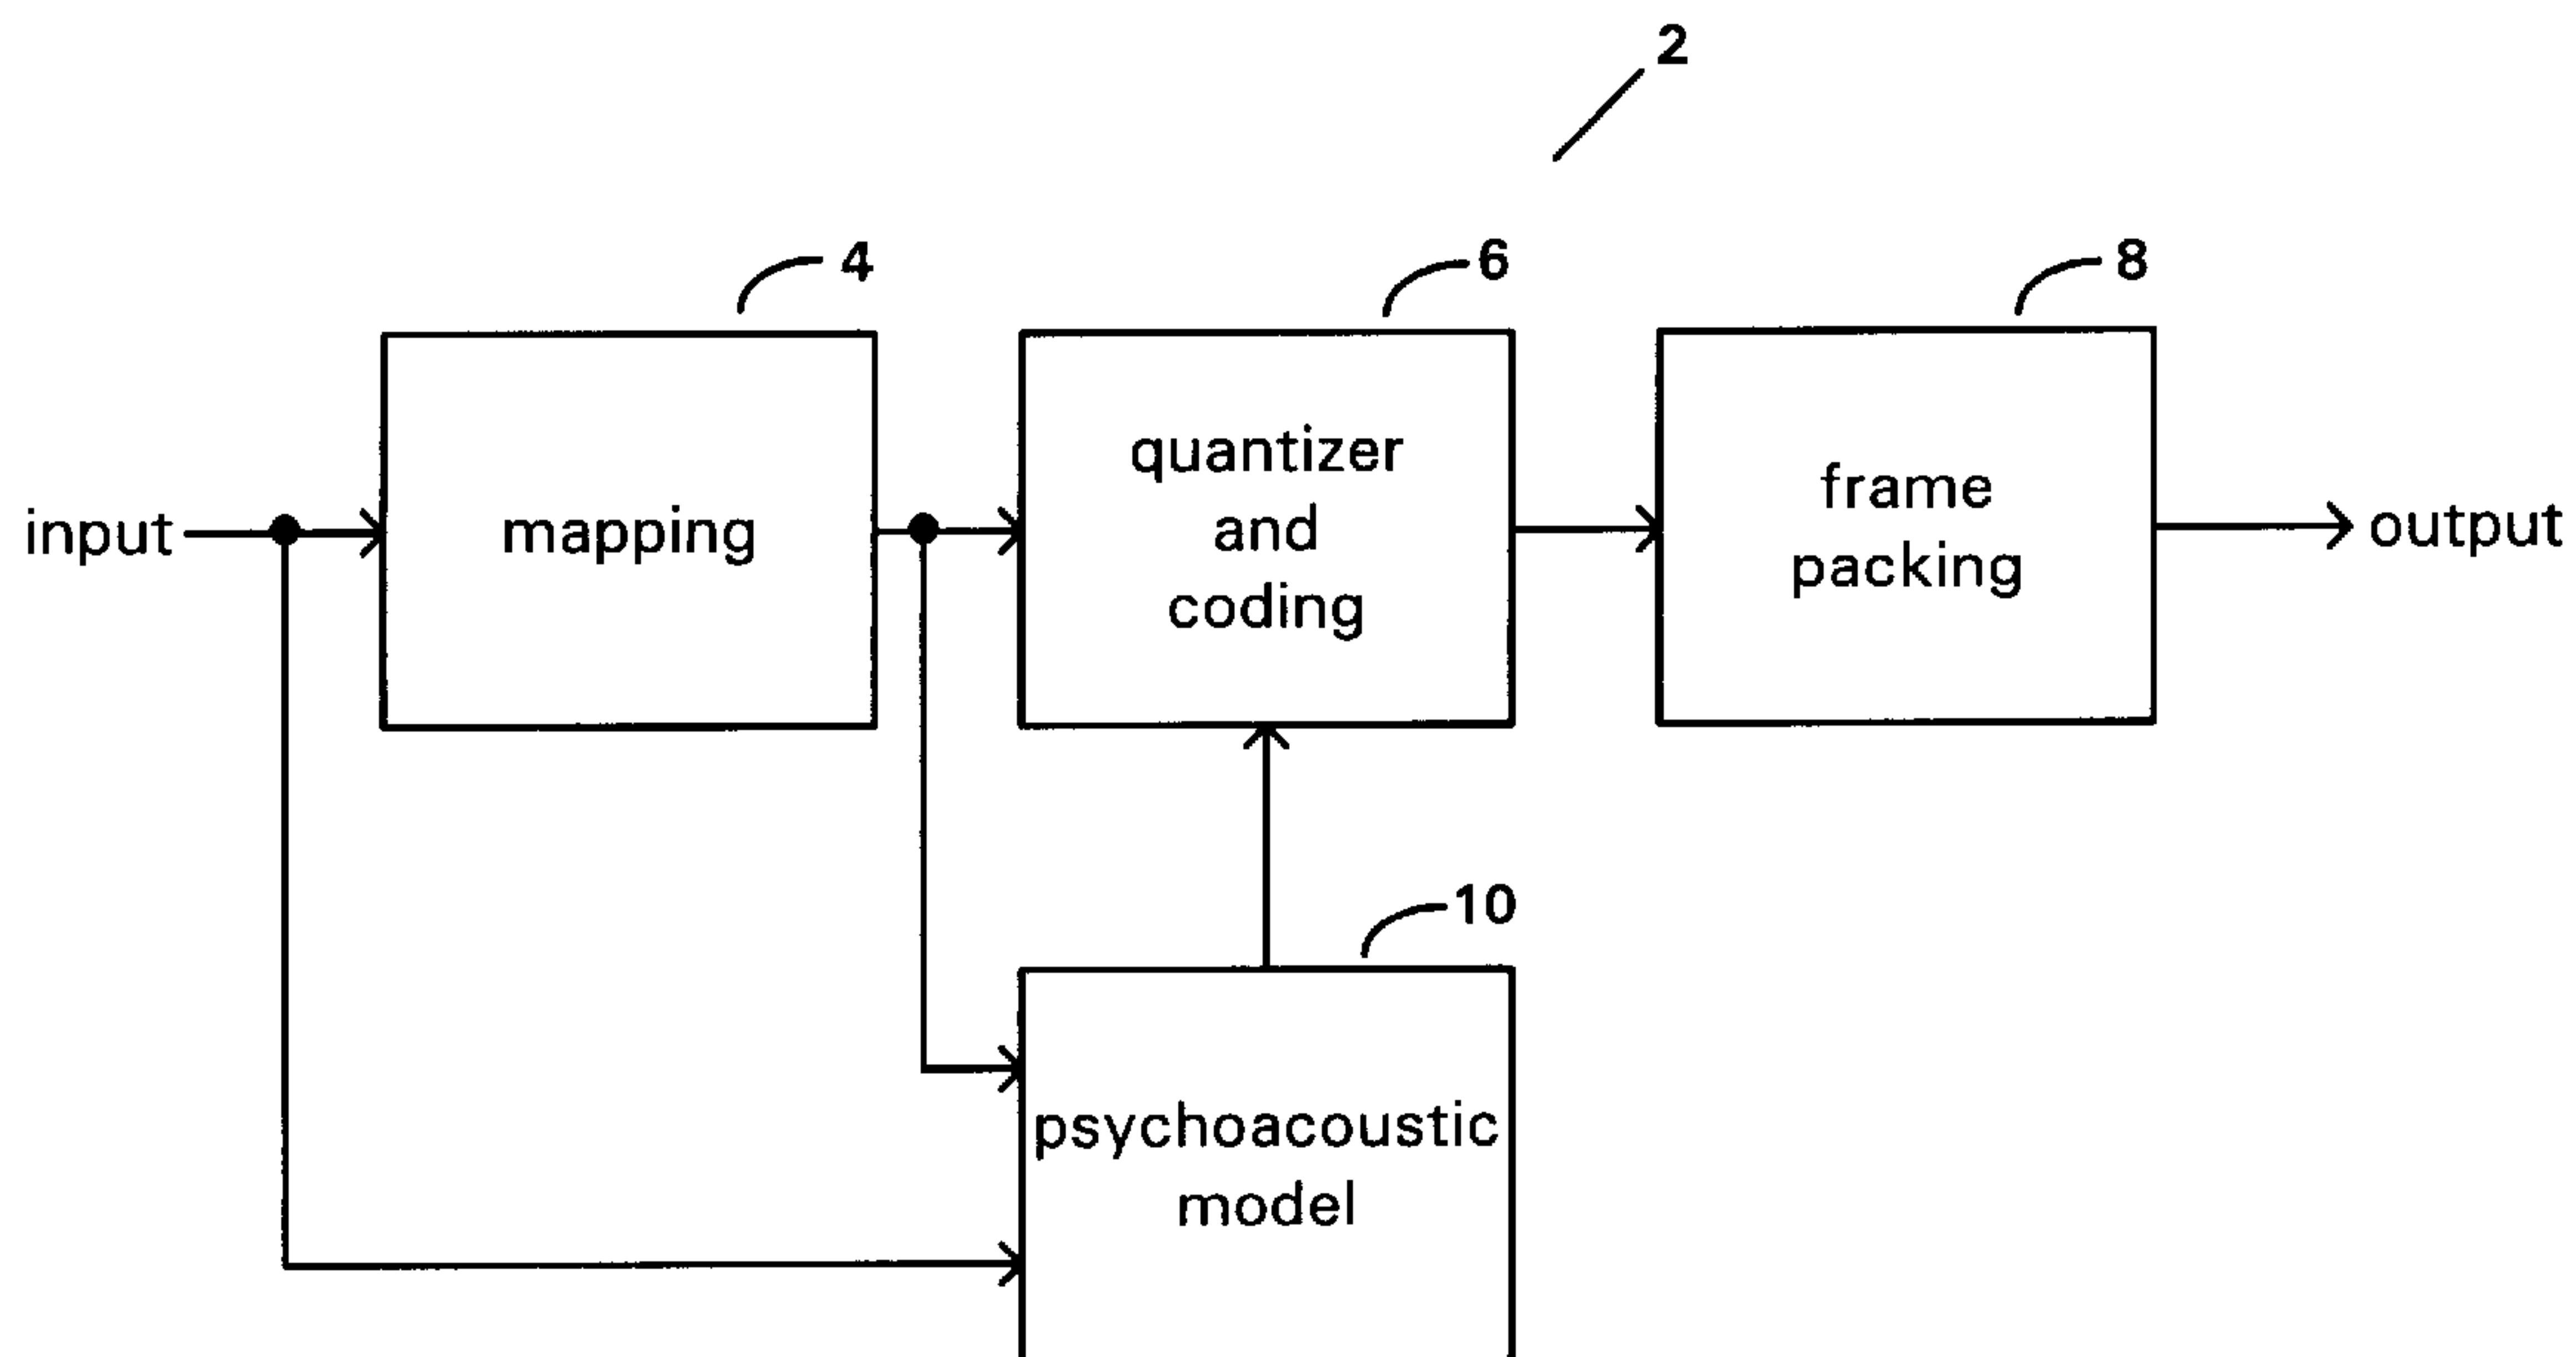 2
4
6
8
input
mapping
quantizer
and
coding
frame
packing
output
10
psychoacoustic
model